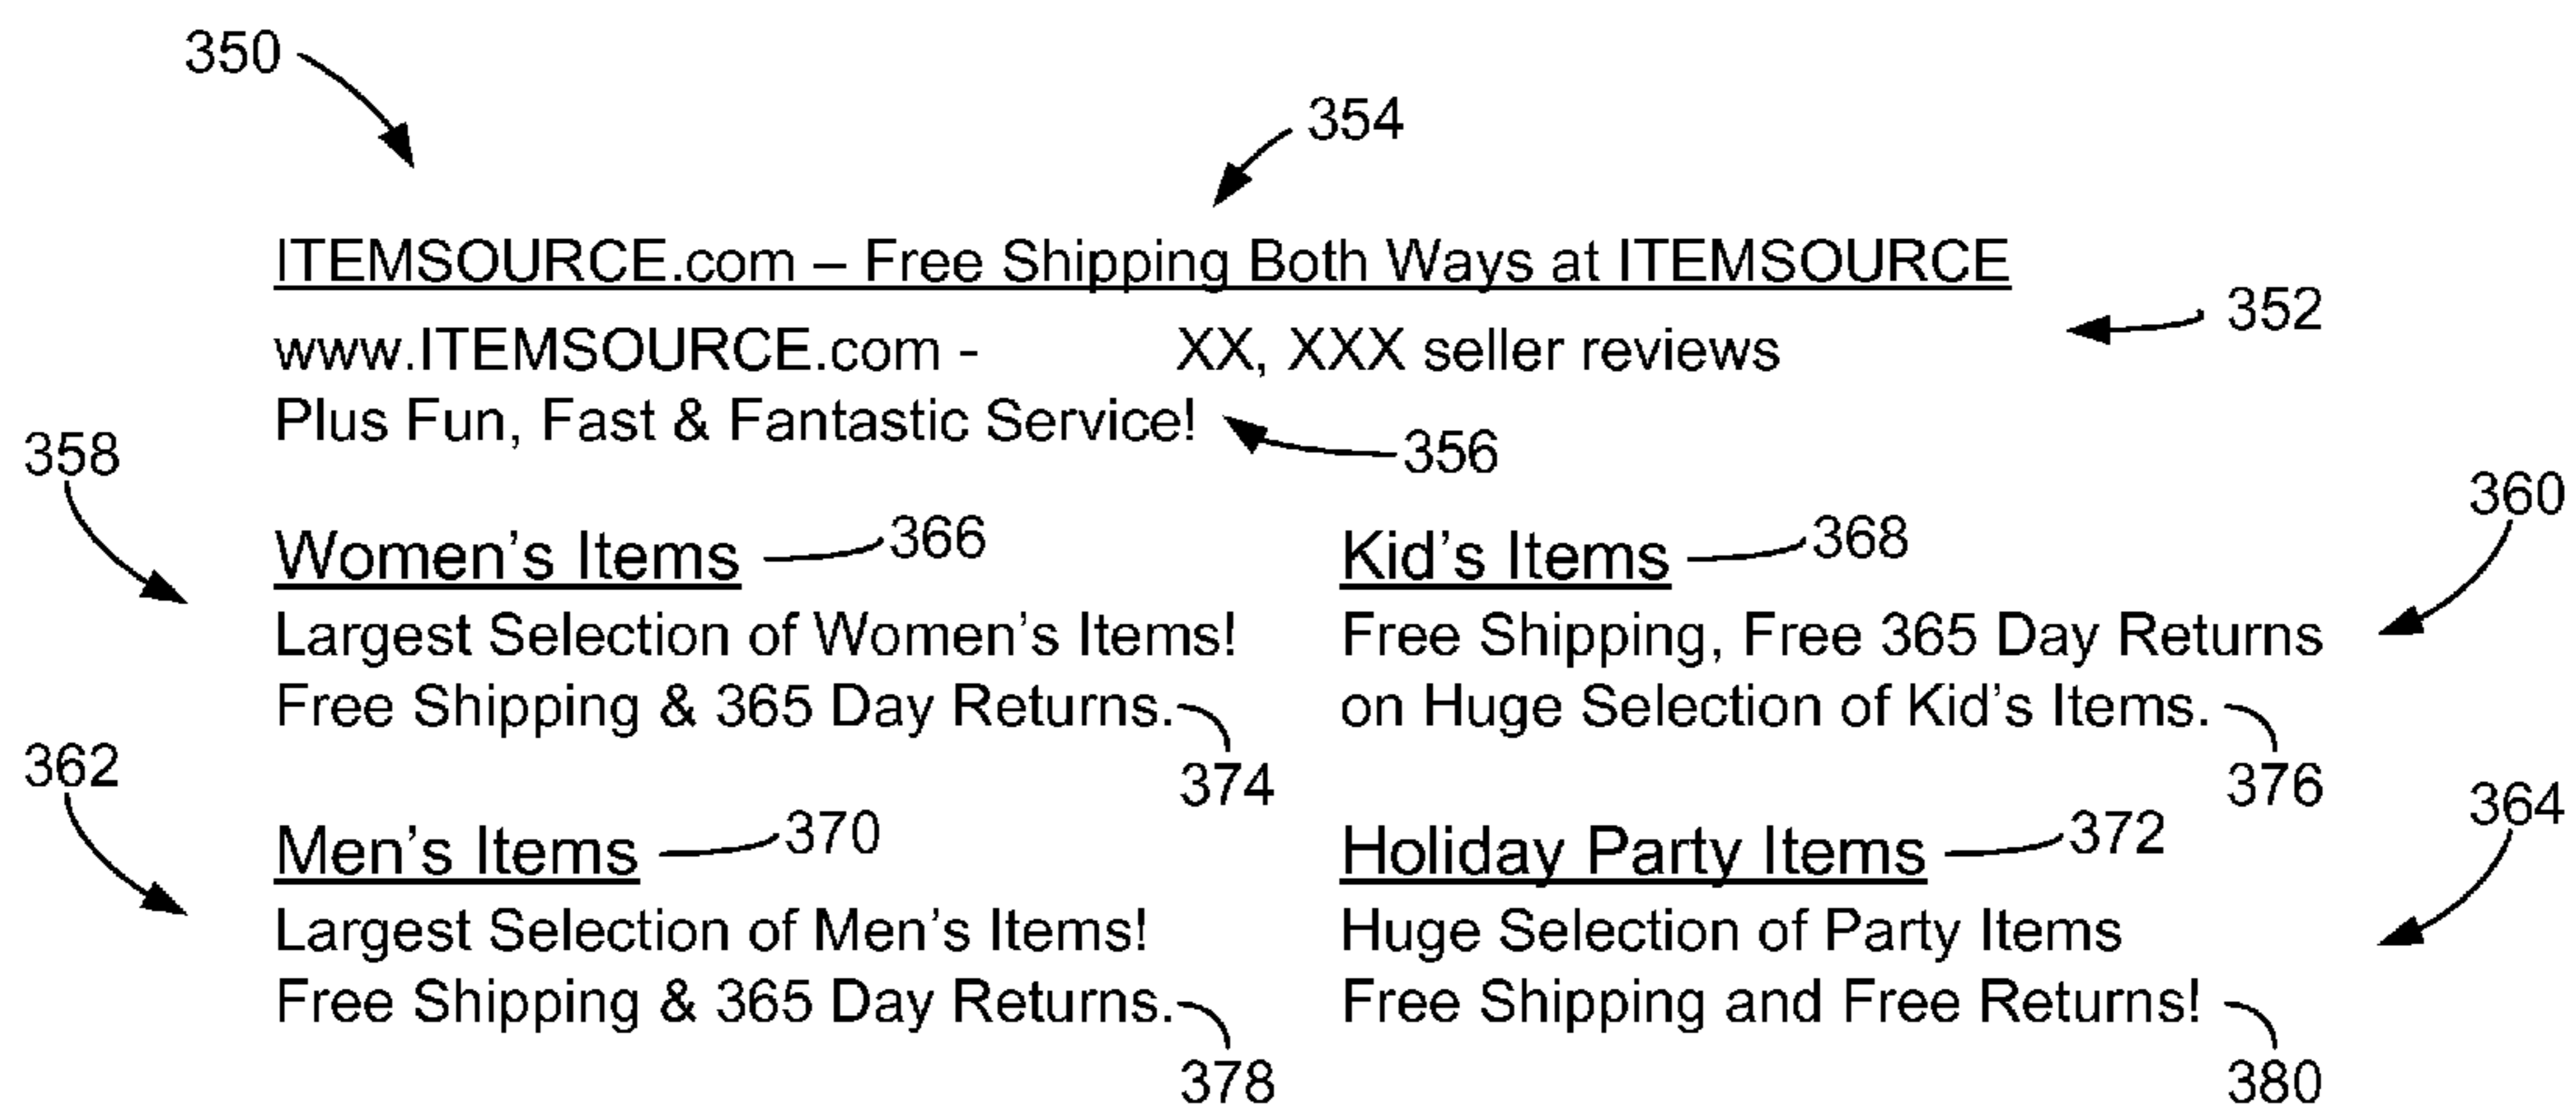 350
354
ITEMSOURCE.com – Free Shipping Both Ways at ITEMSOURCE
352
www.ITEMSOURCE.com - XX, XXX seller reviews
Plus Fun, Fast & Fantastic Service!
356
358
360
Women's Items 366
Largest Selection of Women's Items!
Free Shipping & 365 Day Returns.
374
Kid's Items 368
Free Shipping, Free 365 Day Returns
on Huge Selection of Kid's Items.
376
362
364
Men's Items 370
Largest Selection of Men's Items!
Free Shipping & 365 Day Returns.
378
Holiday Party Items 372
Huge Selection of Party Items
Free Shipping and Free Returns!
380